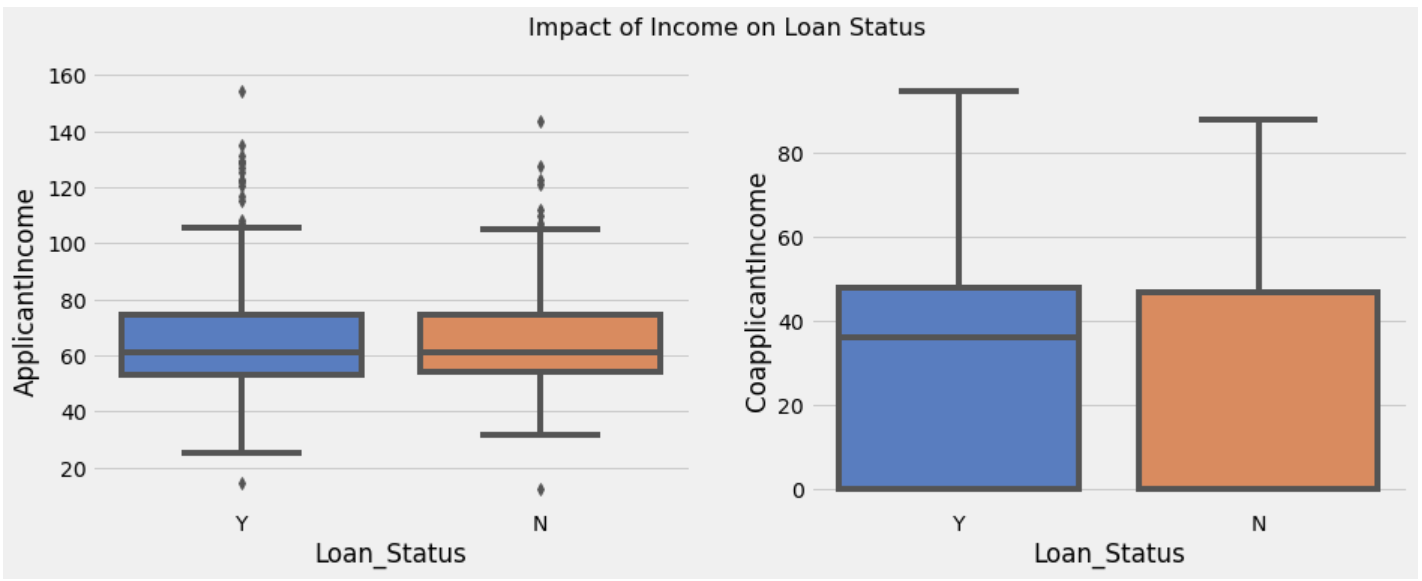 Impact of Income on Loan Status
ApplicantIncome
160
140
120
100
80
60
40
20
Y
N
Loan_Status
CoapplicantIncome
80
60
40
20
0
Y
N
Loan_Status